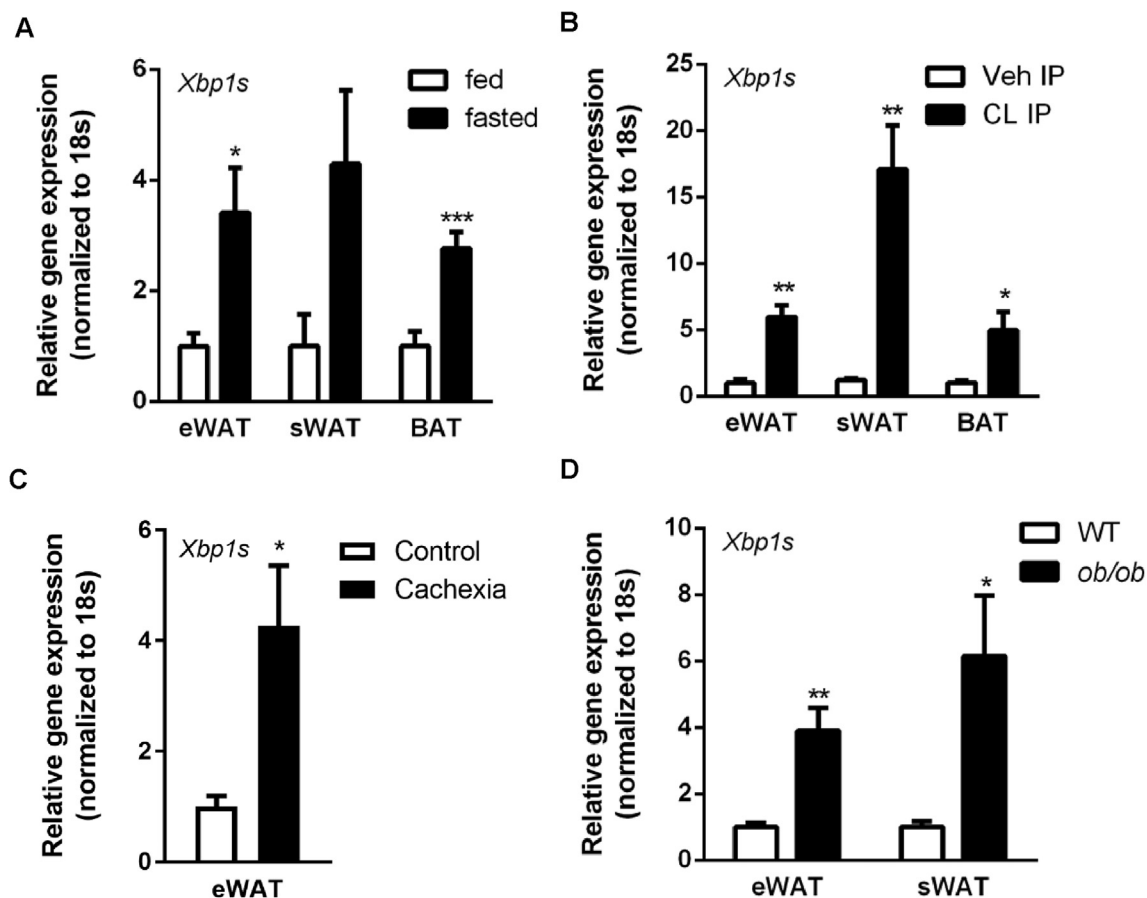 A
Relative gene expression
(normalized to 18s)
6
4
2
0
Xbp1s
fed
fasted
*
***
eWAT sWAT BAT
B
Relative gene expression
(normalized to 18s)
25
20
15
10
5
0
Xbp1s
Veh IP
CL IP
**
**
*
eWAT sWAT BAT
C
Relative gene expression
(normalized to 18s)
6
4
2
0
Xbp1s
Control
Cachexia
*
eWAT
D
Relative gene expression
(normalized to 18s)
10
8
6
4
2
0
Xbp1s
WT
ob/ob
**
*
eWAT sWAT